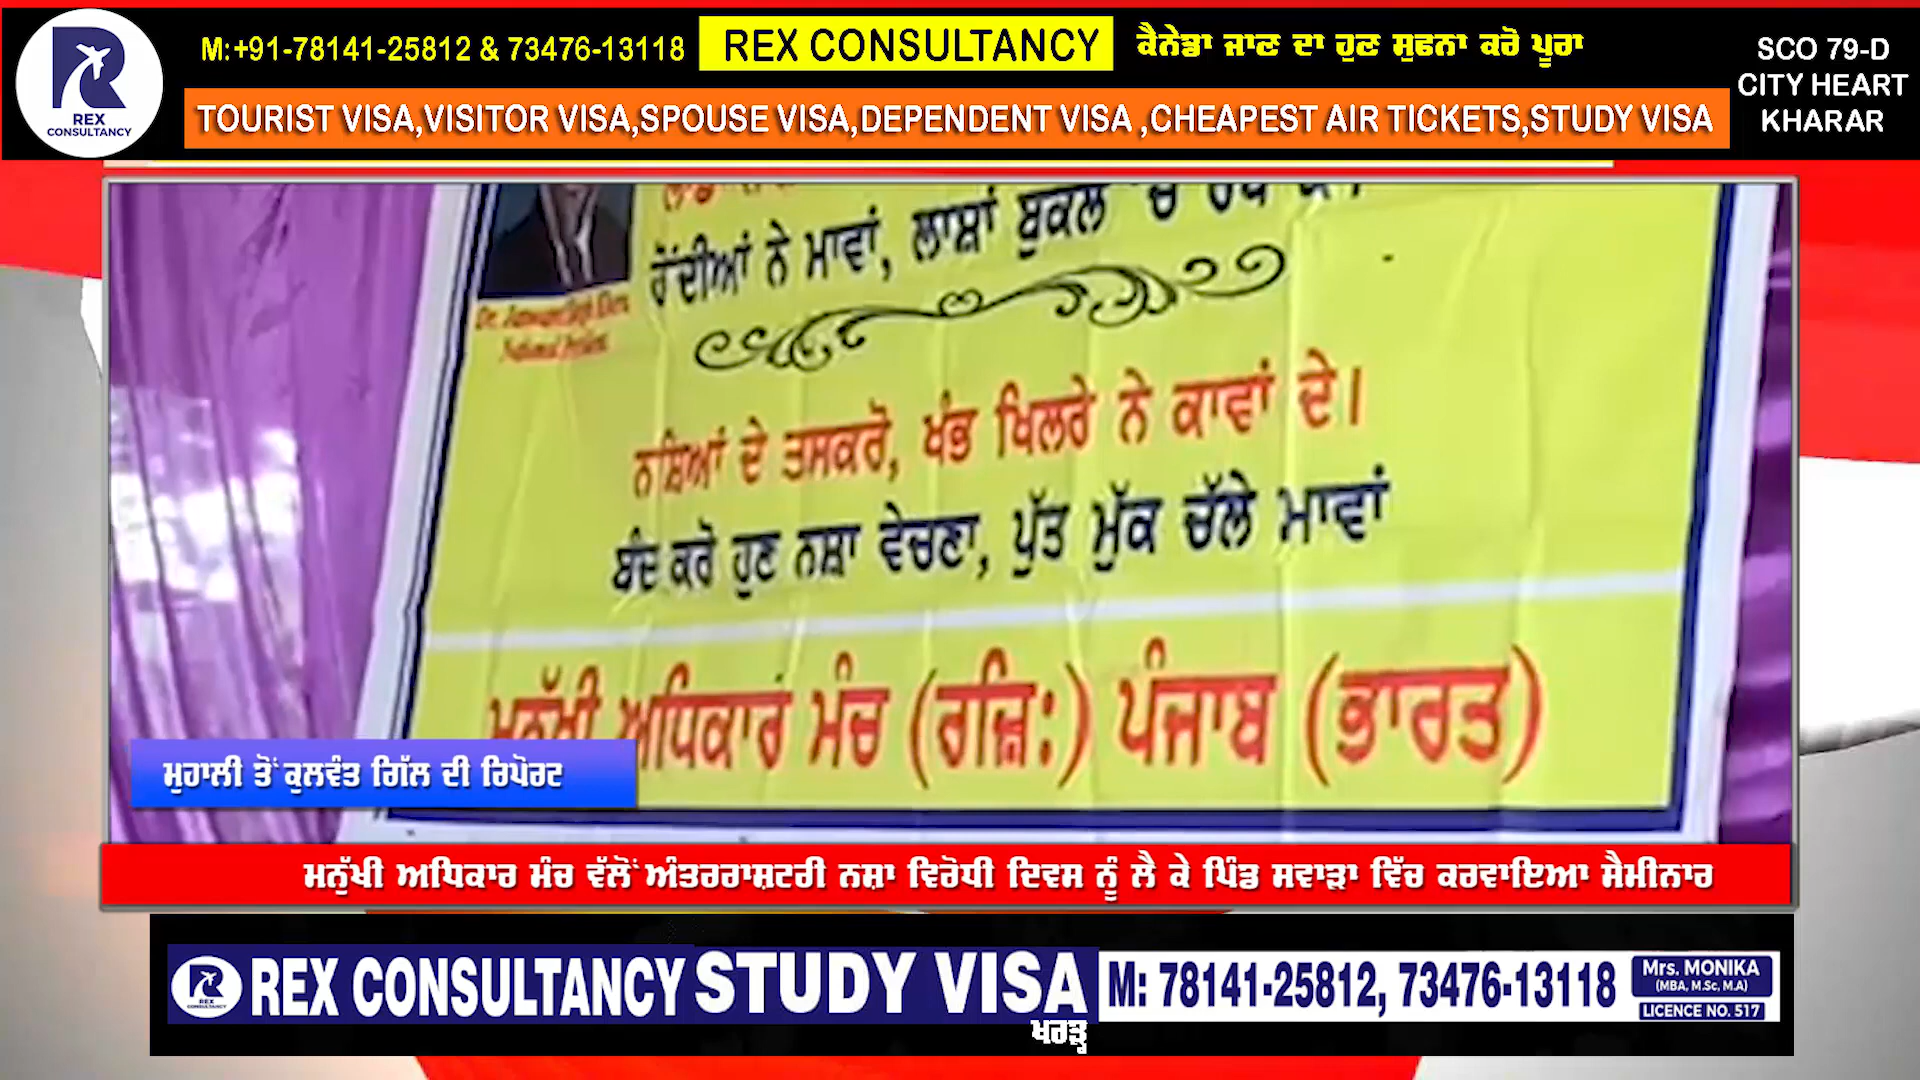 REX
CONSULTANCY
M:+91-78141-25812 & 73476-13118
REX CONSULTANCY
ਕੈਨੇਡਾ ਜਾਣ ਦਾ ਹੁਣ ਸੁਫਨਾ ਕਰੋ ਪੂਰਾ
TOURIST VISA,VISITOR VISA,SPOUSE VISA,DEPENDENT VISA ,CHEAPEST AIR TICKETS,STUDY VISA
SCO 79-D
CITY HEART
KHARAR
ਰੋਂਦੀਆਂ ਨੇ ਮਾਵਾਂ, ਲਾਸ਼ਾਂ ਬੁਕਲ 'ਚ
ਨਸ਼ਿਆਂ ਦੇ ਤਸਕਰੋ, ਖੰਭ ਖਿਲਰੇ ਨੇ ਕਾਵਾਂ ਦੇ।
ਬੰਦ ਕਰੋ ਹੁਣ ਨਸ਼ਾ ਵੇਚਣਾ, ਪੁੱਤ ਮੁੱਕ ਚੱਲੇ ਮਾਵਾਂ
ਮਨੁੱਖੀ ਅਧਿਕਾਰ ਮੰਚ (ਰਜ਼ਿ:) ਪੰਜਾਬ (ਭਾਰਤ)
ਮੁਹਾਲੀ ਤੋਂ ਕੁਲਵੰਤ ਗਿੱਲ ਦੀ ਰਿਪੋਰਟ
ਮਨੁੱਖੀ ਅਧਿਕਾਰ ਮੰਚ ਵੱਲੋਂ ਅੰਤਰਰਾਸ਼ਟਰੀ ਨਸ਼ਾ ਵਿਰੋਧੀ ਦਿਵਸ ਨੂੰ ਲੈ ਕੇ ਪਿੰਡ ਸਵਾੜਾ ਵਿੱਚ ਕਰਵਾਇਆ ਸੈਮੀਨਾਰ
REX CONSULTANCY STUDY VISA
ਖਰੜ੍ਹ
M: 78141-25812, 73476-13118
Mrs. MONIKA
(MBA, M.Sc, M.A)
LICENCE NO. 517